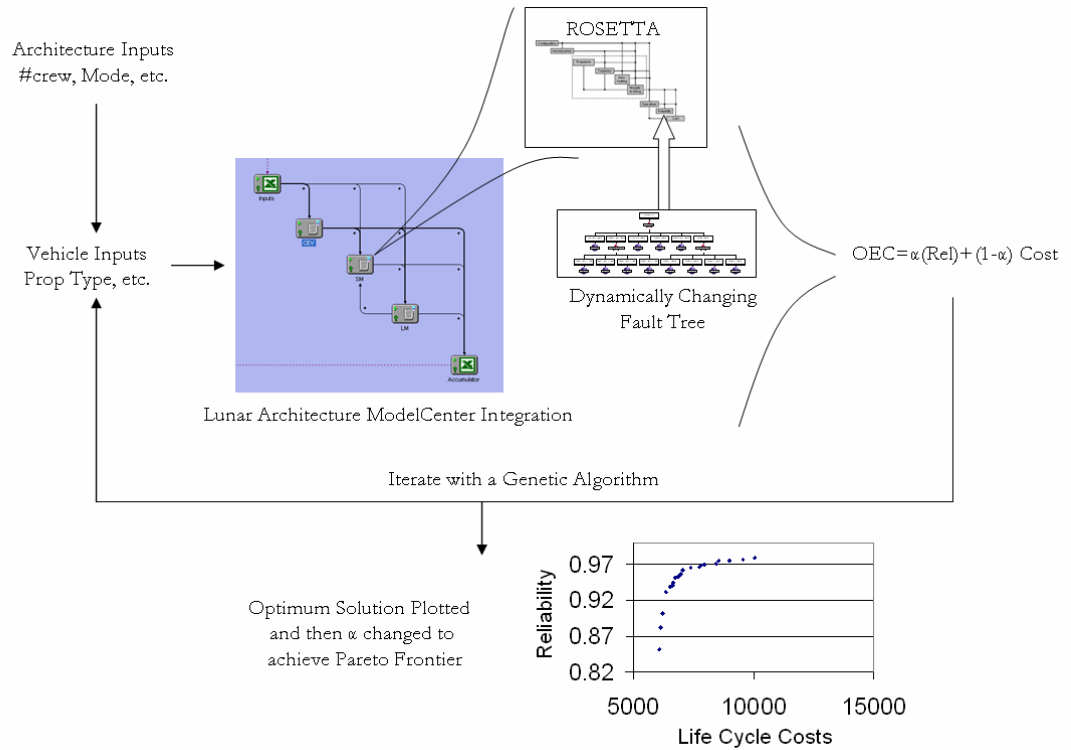 Architecture Inputs
#crew, Mode, etc.
ROSETTA
Inputs
CEV
SM
LM
Accumulator
Vehicle Inputs
Prop Type, etc.
Dynamically Changing
Fault Tree
OEC=α(Rel)+(1-α) Cost
Lunar Architecture ModelCenter Integration
Iterate with a Genetic Algorithm
Optimum Solution Plotted
and then α changed to
achieve Pareto Frontier
Reliability
0.97
0.92
0.87
0.82
5000 10000 15000
Life Cycle Costs